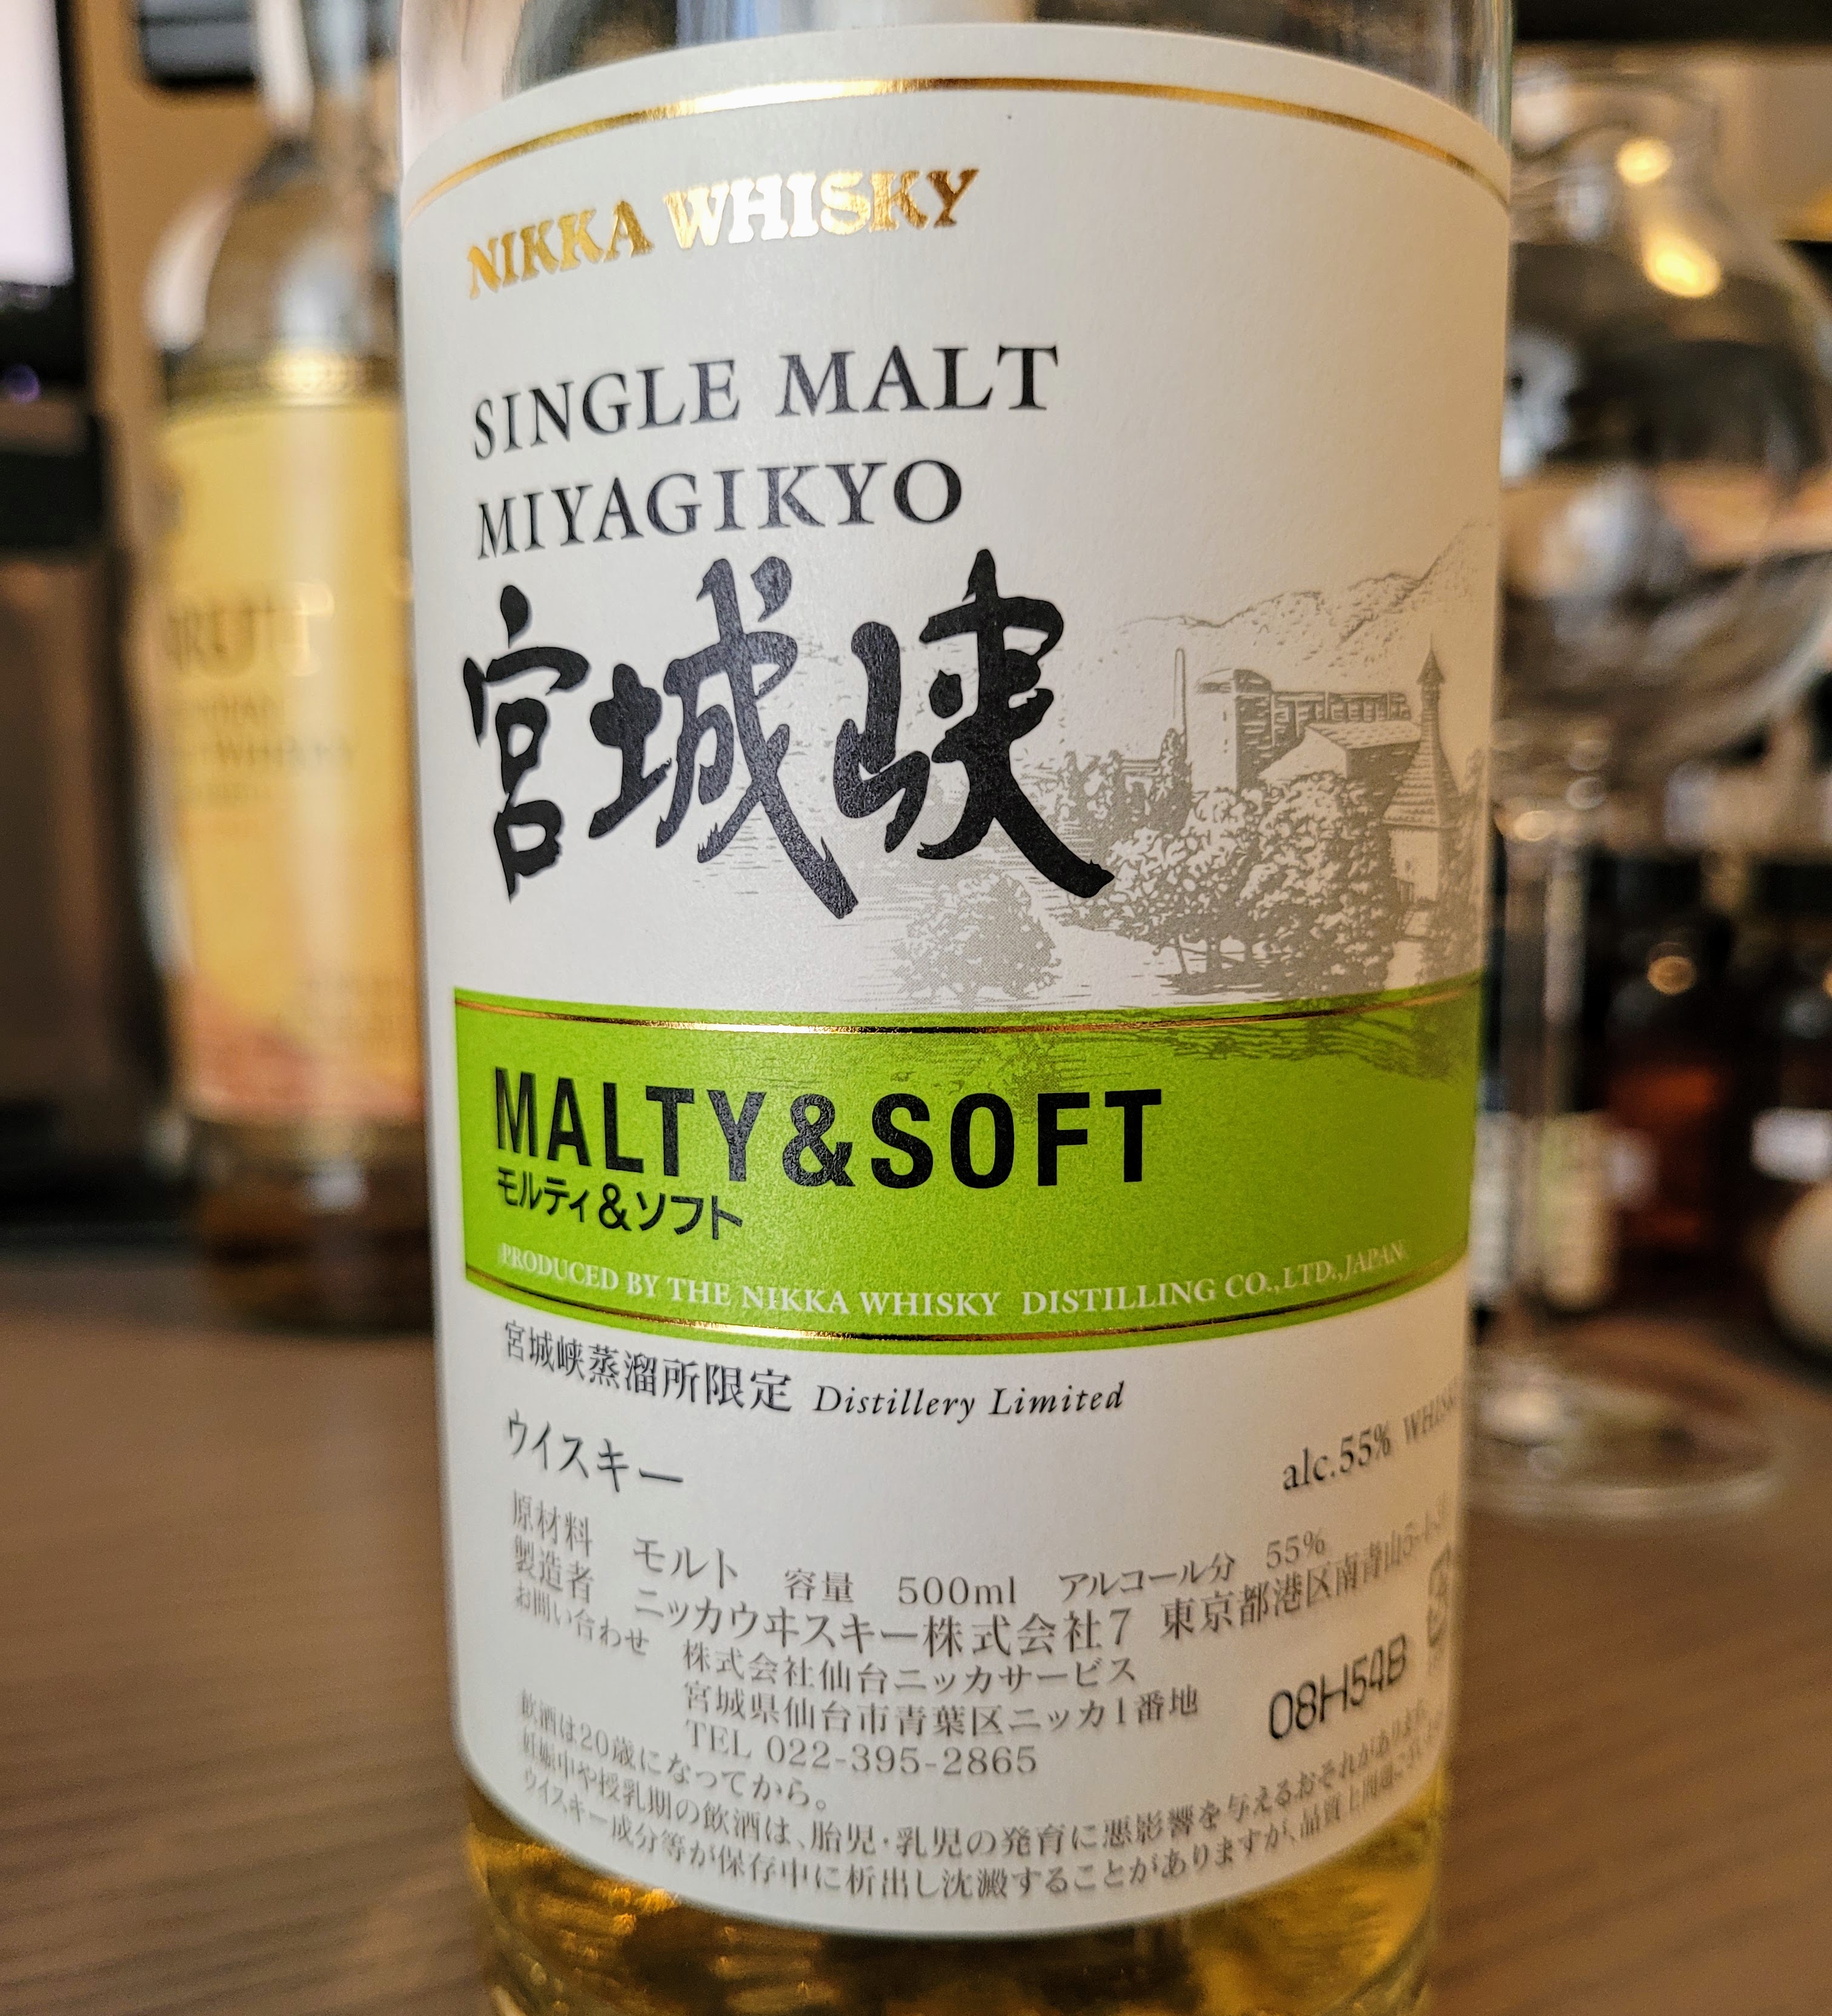 NIKKA WHISKY
SINGLE MALT
MIYAGIKYO
宮城峡
MALTY&SOFT
モルティ&ソフト
PRODUCED BY THE NIKKA WHISKY DISTILLING CO.,LTD.,JAPAN
宮城峡蒸溜所限定 Distillery Limited
ウイスキー
alc.55%
原材料 モルト 容量 500ml アルコール分 55%
製造者 ニッカウヰスキー株式会社7 東京都港区南青山5-4-31
お問い合わせ 株式会社仙台ニッカサービス
宮城県仙台市青葉区ニッカ1番地
TEL 022-395-2865
08H54B
飲酒は20歳になってから。
妊娠中や授乳期の飲酒は、胎児・乳児の発育に悪影響を与えるおそれがあります。
ウイスキー成分等が保存中に析出し沈澱することがありますが、品質上問題